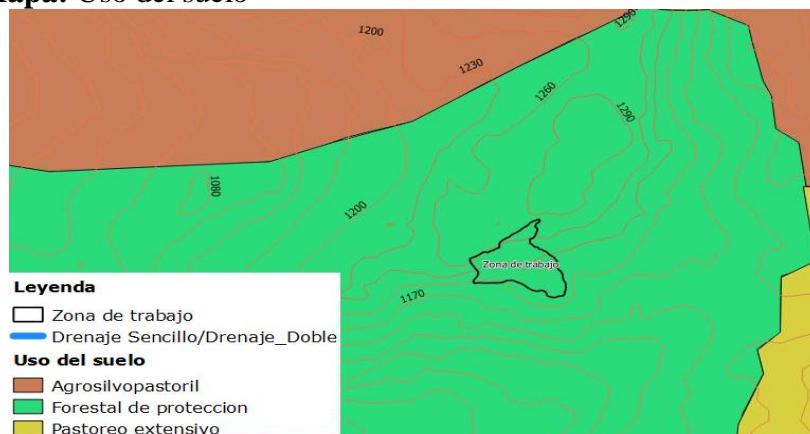 Mapa: Uso del suelo
1200
1230
1290
1260
1290
1080
1200
Zona de trabajo
1170
Leyenda
Zona de trabajo
Drenaje Sencillo/Drenaje_Doble
Uso del suelo
Agrosilvopastoril
Forestal de proteccion
Pastoreo extensivo